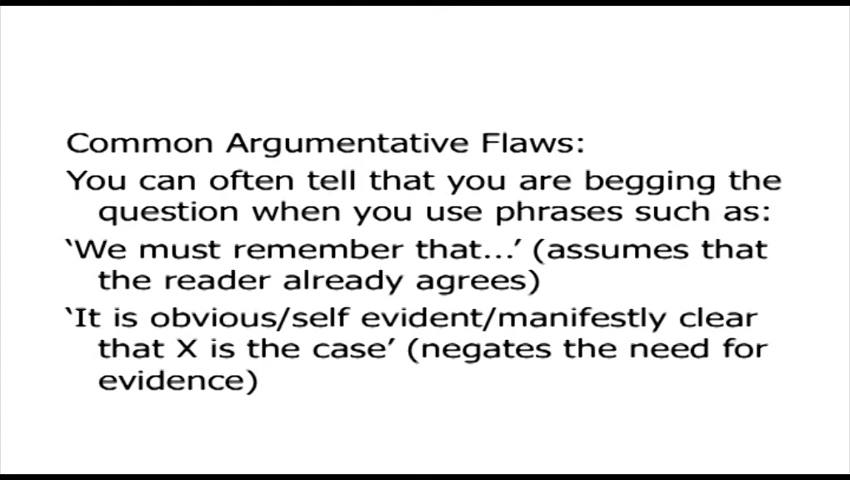 Common Argumentative Flaws:
You can often tell that you are begging the
question when you use phrases such as:
‘We must remember that...’ (assumes that
the reader already agrees)
‘It is obvious/self evident/manifestly clear
that X is the case’ (negates the need for
evidence)